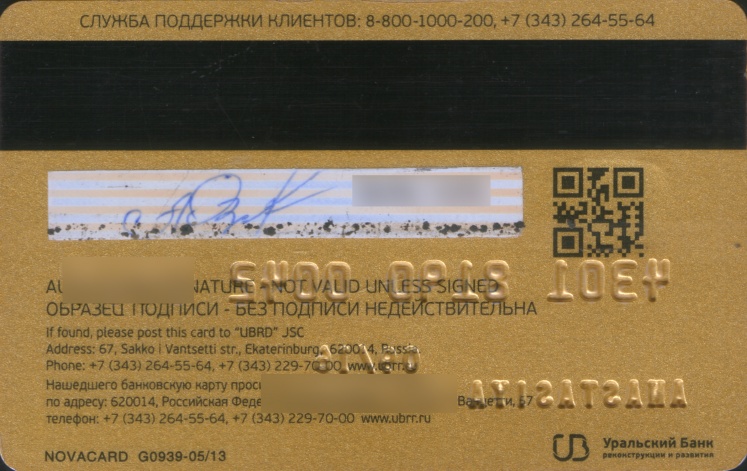 СЛУЖБА ПОДДЕРЖКИ КЛИЕНТОВ: 8-800-1000-200, +7 (343) 264-55-64
NOT VALID UNLESS SIGNED
ОБРАЗЕЦ ПОДПИСИ - БЕЗ ПОДПИСИ НЕДЕЙСТВИТЕЛЬНА
If found, please post this card to "UBRD" JSC
Address: 67, Sakko i Vantsetti str., Ekaterinburg, 620014, Russia
Phone: +7 (343) 264-55-64, +7 (343) 229-70-00 www.ubrr.ru
Нашедшего банковскую карту
по адресу: 620014, Российская
телефон: +7 (343) 264-55-64, +7 (343) 229-70-00 www.ubrr.ru
NOVACARD G0939-05/13
Уральский Банк
реконструкции и развития